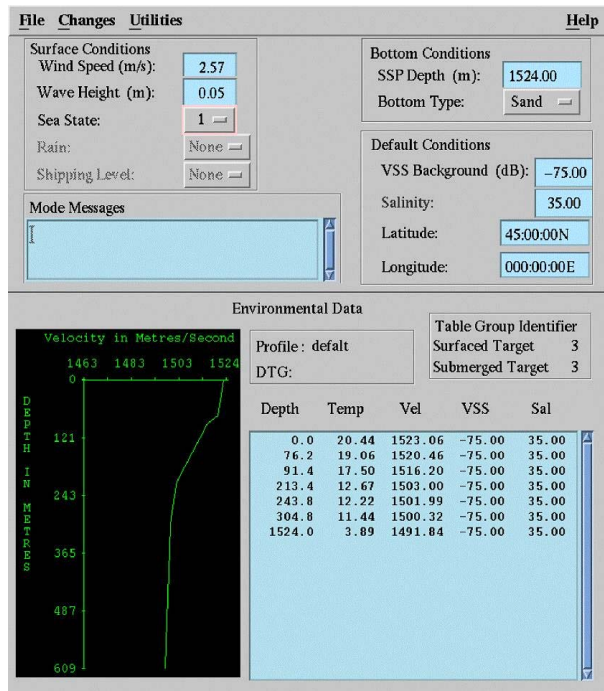 File Changes Utilities Help
Surface Conditions
Wind Speed (m/s): 2.57
Wave Height (m): 0.05
Sea State: 1
Rain: None
Shipping Level: None
Bottom Conditions
SSP Depth (m): 1524.00
Bottom Type: Sand
Default Conditions
VSS Background (dB): -75.00
Salinity: 35.00
Latitude: 45:00:00N
Longitude: 000:00:00E
Mode Messages
Environmental Data
Velocity in Metres/Second
1463 1483 1503 1524
DEPTH IN METRES
0
121
243
365
487
609
Profile: defalt
DTG:
Table Group Identifier
Surfaced Target 3
Submerged Target 3
Depth Temp Vel VSS Sal
0.0 20.44 1523.06 -75.00 35.00
76.2 19.06 1520.46 -75.00 35.00
91.4 17.50 1516.20 -75.00 35.00
213.4 12.67 1503.00 -75.00 35.00
243.8 12.22 1501.99 -75.00 35.00
304.8 11.44 1500.32 -75.00 35.00
1524.0 3.89 1491.84 -75.00 35.00